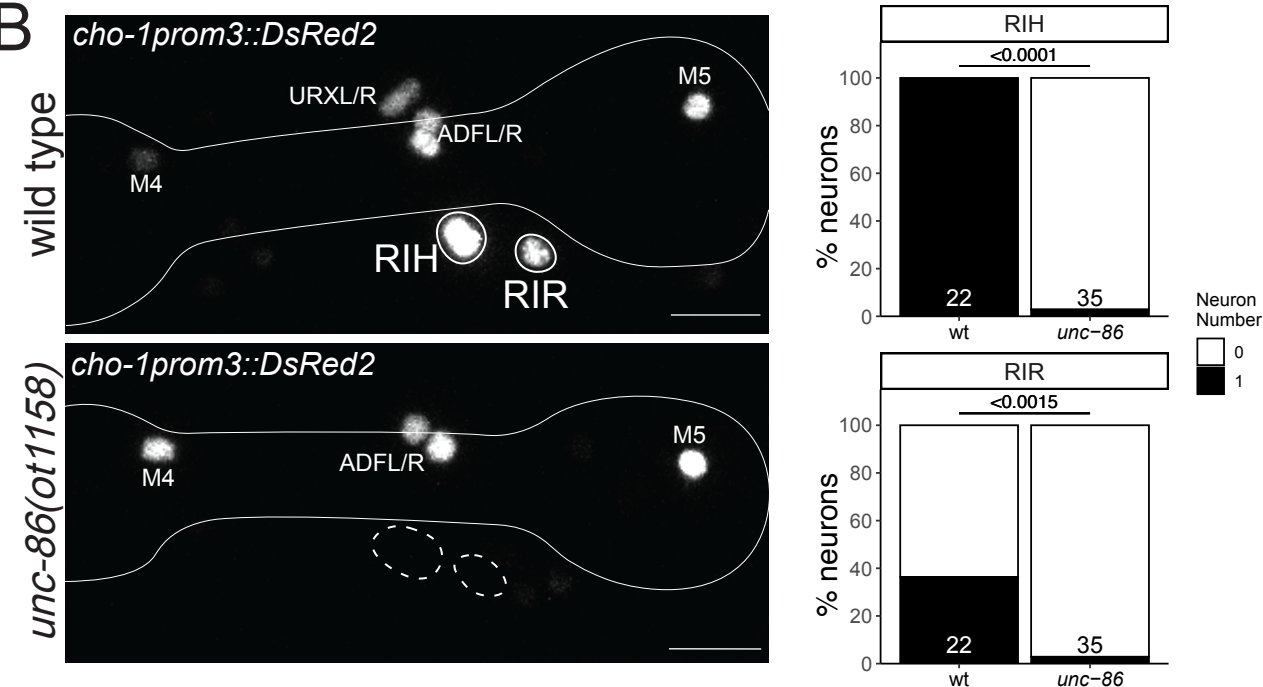 B
wild type
cho-1prom3::DsRed2
URXL/R
ADFL/R
M4
M5
RIH
RIR
unc-86(ot1158)
cho-1prom3::DsRed2
M4
ADFL/R
M5
RIH
<0.0001
% neurons
100
80
60
40
20
0
22
35
wt
unc−86
RIR
<0.0015
% neurons
100
80
60
40
20
0
22
35
wt
unc−86
Neuron
Number
0
1